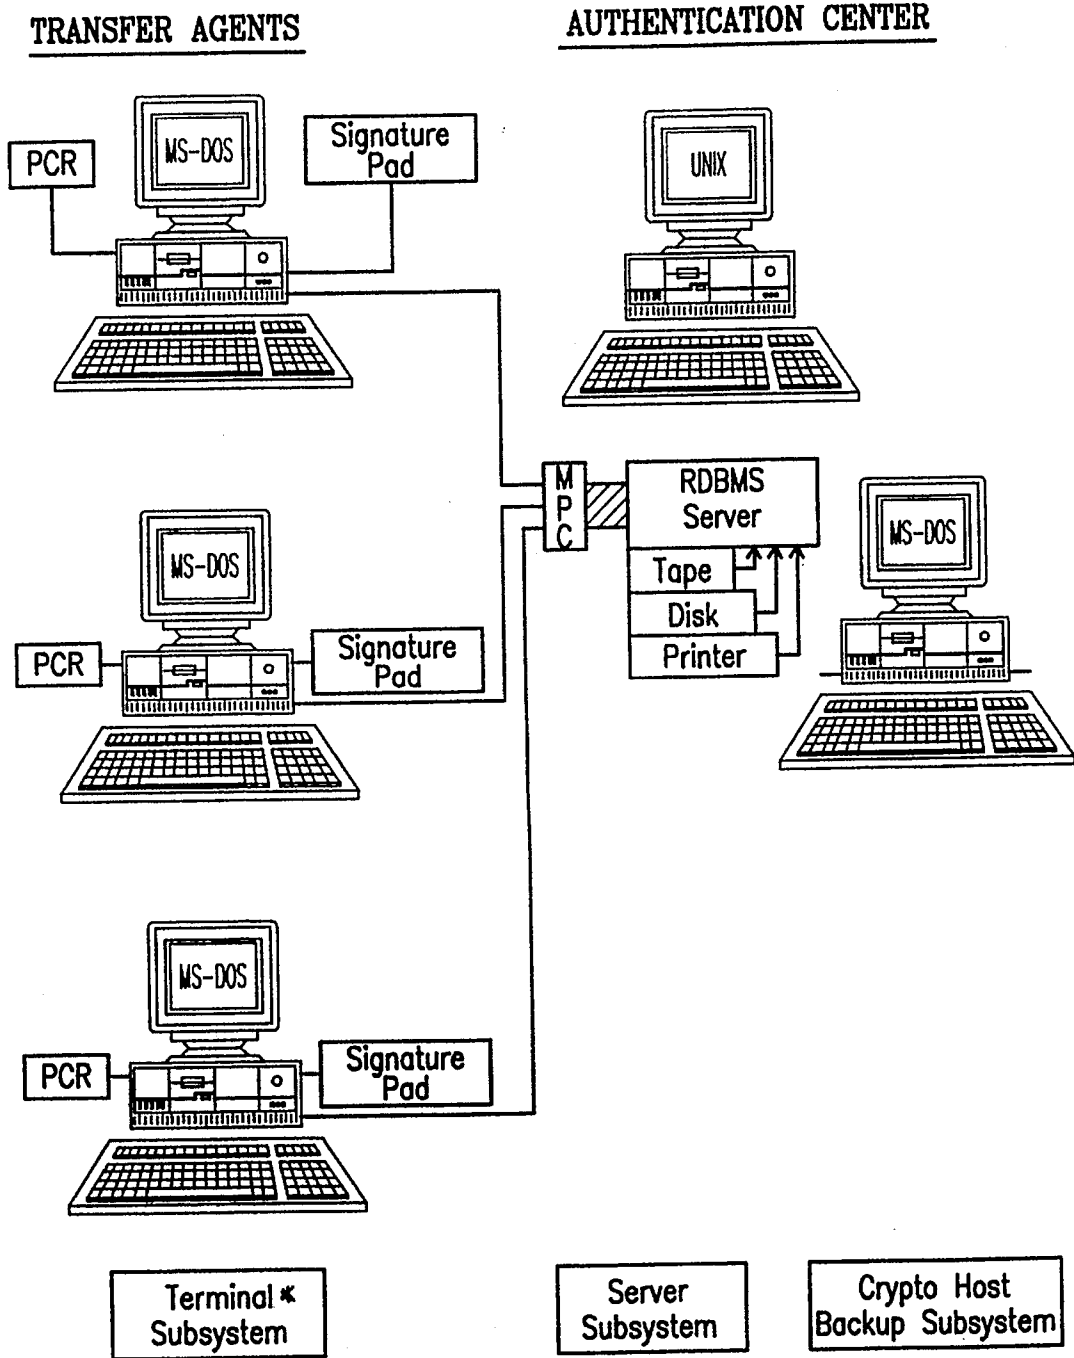 TRANSFER AGENTS
AUTHENTICATION CENTER
PCR
MS-DOS
Signature
Pad
UNIX
M
P
C
RDBMS
Server
Tape
Disk
Printer
MS-DOS
MS-DOS
PCR
Signature
Pad
MS-DOS
PCR
Signature
Pad
Terminal *
Subsystem
Server
Subsystem
Crypto Host
Backup Subsystem